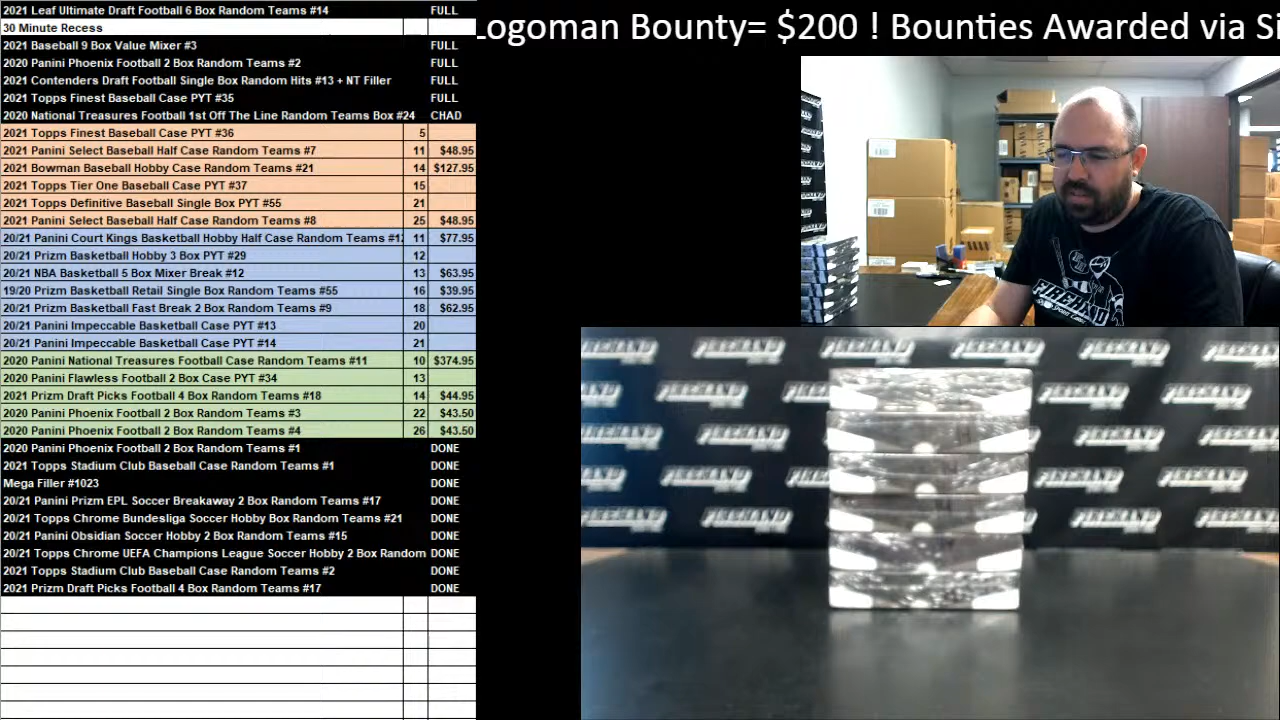 2021 Leaf Ultimate Draft Football 6 Box Random Teams #14 FULL
30 Minute Recess
2021 Baseball 9 Box Value Mixer #3 FULL
2020 Panini Phoenix Football 2 Box Random Teams #2 FULL
2021 Contenders Draft Football Single Box Random Hits #13 + NT Filler FULL
2021 Topps Finest Baseball Case PYT #35 FULL
2020 National Treasures Football 1st Off The Line Random Teams Box #24 CHAD
2021 Topps Finest Baseball Case PYT #36 5
2021 Panini Select Baseball Half Case Random Teams #7 11 $48.95
2021 Bowman Baseball Hobby Case Random Teams #21 14 $127.95
2021 Topps Tier One Baseball Case PYT #37 15
2021 Topps Definitive Baseball Single Box PYT #55 21
2021 Panini Select Baseball Half Case Random Teams #8 25 $48.95
20/21 Panini Court Kings Basketball Hobby Half Case Random Teams 11 $77.95
20/21 Prizm Basketball Hobby 3 Box PYT #29 12
20/21 NBA Basketball 5 Box Mixer Break #12 13 $63.95
19/20 Prizm Basketball Retail Single Box Random Teams #55 16 $39.95
20/21 Prizm Basketball Fast Break 2 Box Random Teams #9 18 $62.95
20/21 Panini Impeccable Basketball Case PYT #13 20
20/21 Panini Impeccable Basketball Case PYT #14 21
2020 Panini National Treasures Football Case Random Teams #11 10 $374.95
2020 Panini Flawless Football 2 Box Case PYT #34 13
2021 Prizm Draft Picks Football 4 Box Random Teams #18 14 $44.95
2020 Panini Phoenix Football 2 Box Random Teams #3 22 $43.50
2020 Panini Phoenix Football 2 Box Random Teams #4 26 $43.50
2020 Panini Phoenix Football 2 Box Random Teams #1 DONE
2021 Topps Stadium Club Baseball Case Random Teams #1 DONE
Mega Filler #1023 DONE
20/21 Panini Prizm EPL Soccer Breakaway 2 Box Random Teams #17 DONE
20/21 Topps Chrome Bundesliga Soccer Hobby Box Random Teams #21 DONE
20/21 Panini Obsidian Soccer Hobby 2 Box Random Teams #15 DONE
20/21 Topps Chrome UEFA Champions League Soccer Hobby 2 Box Random DONE
2021 Topps Stadium Club Baseball Case Random Teams #2 DONE
2021 Prizm Draft Picks Football 4 Box Random Teams #17 DONE
Logoman Bounty= $200 ! Bounties Awarded via Si
FIREHAND